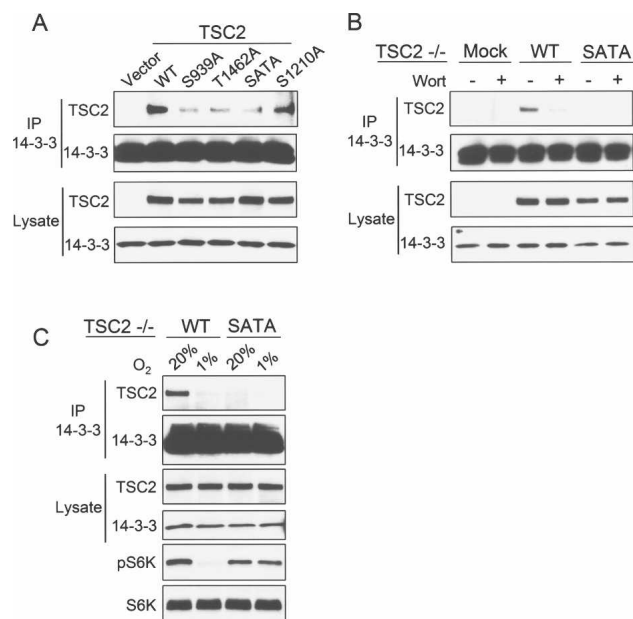 A
TSC2
Vector WT S939A T1462A SATA S1210A
IP 14-3-3
TSC2
14-3-3
Lysate
TSC2
14-3-3
B
TSC2 -/- Mock WT SATA
Wort - + - + - +
IP 14-3-3
TSC2
14-3-3
Lysate
TSC2
14-3-3
C
TSC2 -/- WT SATA
O2 20% 1% 20% 1%
IP 14-3-3
TSC2
14-3-3
Lysate
TSC2
14-3-3
pS6K
S6K